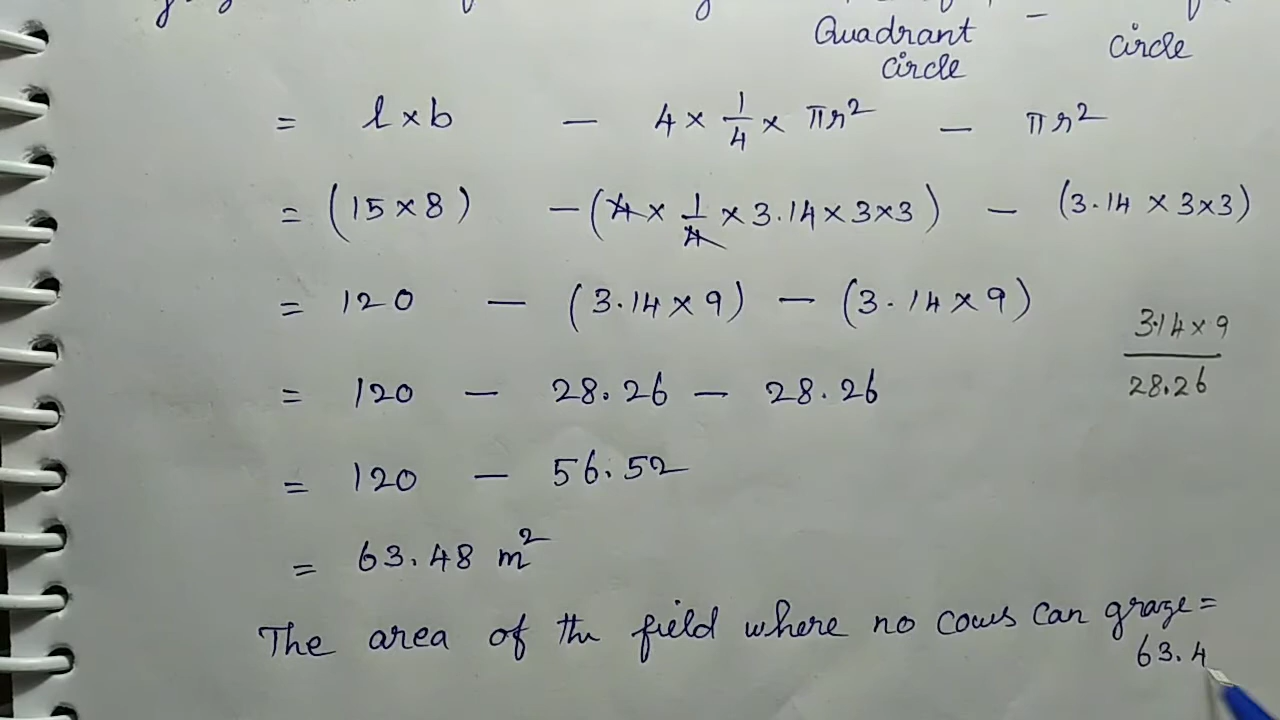 Quadrant - circle
circle
= l × b - 4 × 1/4 × πr² - πr²
= (15 × 8) - (4 × 1/4 × 3.14 × 3 × 3) - (3.14 × 3 × 3)
= 120 - (3.14 × 9) - (3.14 × 9)
3.14 × 9
28.26
= 120 - 28.26 - 28.26
= 120 - 56.52
= 63.48 m²
The area of the field where no cows can graze =
63.4